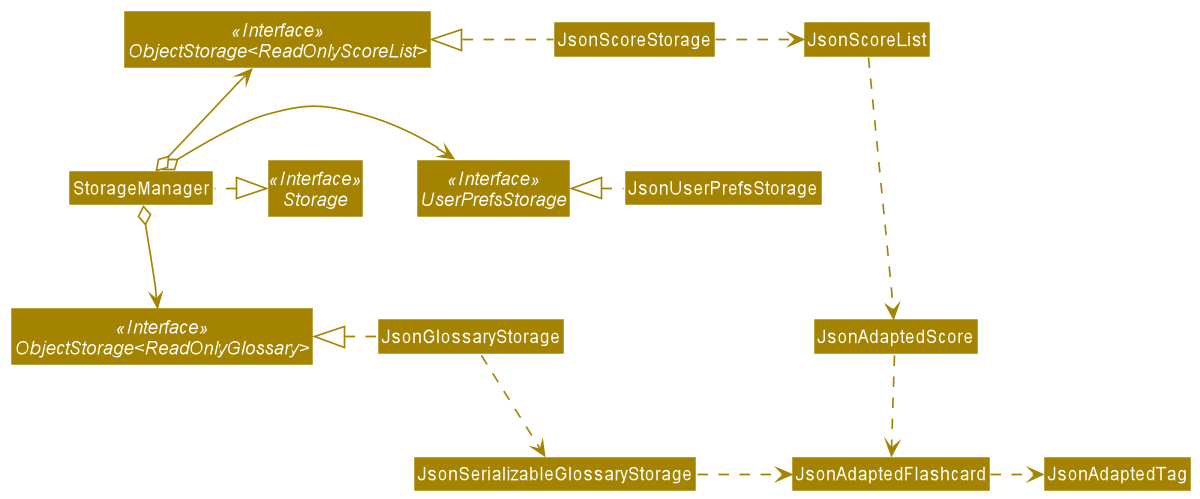 «Interface»
ObjectStorage<ReadOnlyScoreList>
JsonScoreStorage
JsonScoreList
StorageManager
«Interface»
Storage
«Interface»
UserPrefsStorage
JsonUserPrefsStorage
«Interface»
ObjectStorage<ReadOnlyGlossary>
JsonGlossaryStorage
JsonAdaptedScore
JsonSerializableGlossaryStorage
JsonAdaptedFlashcard
JsonAdaptedTag